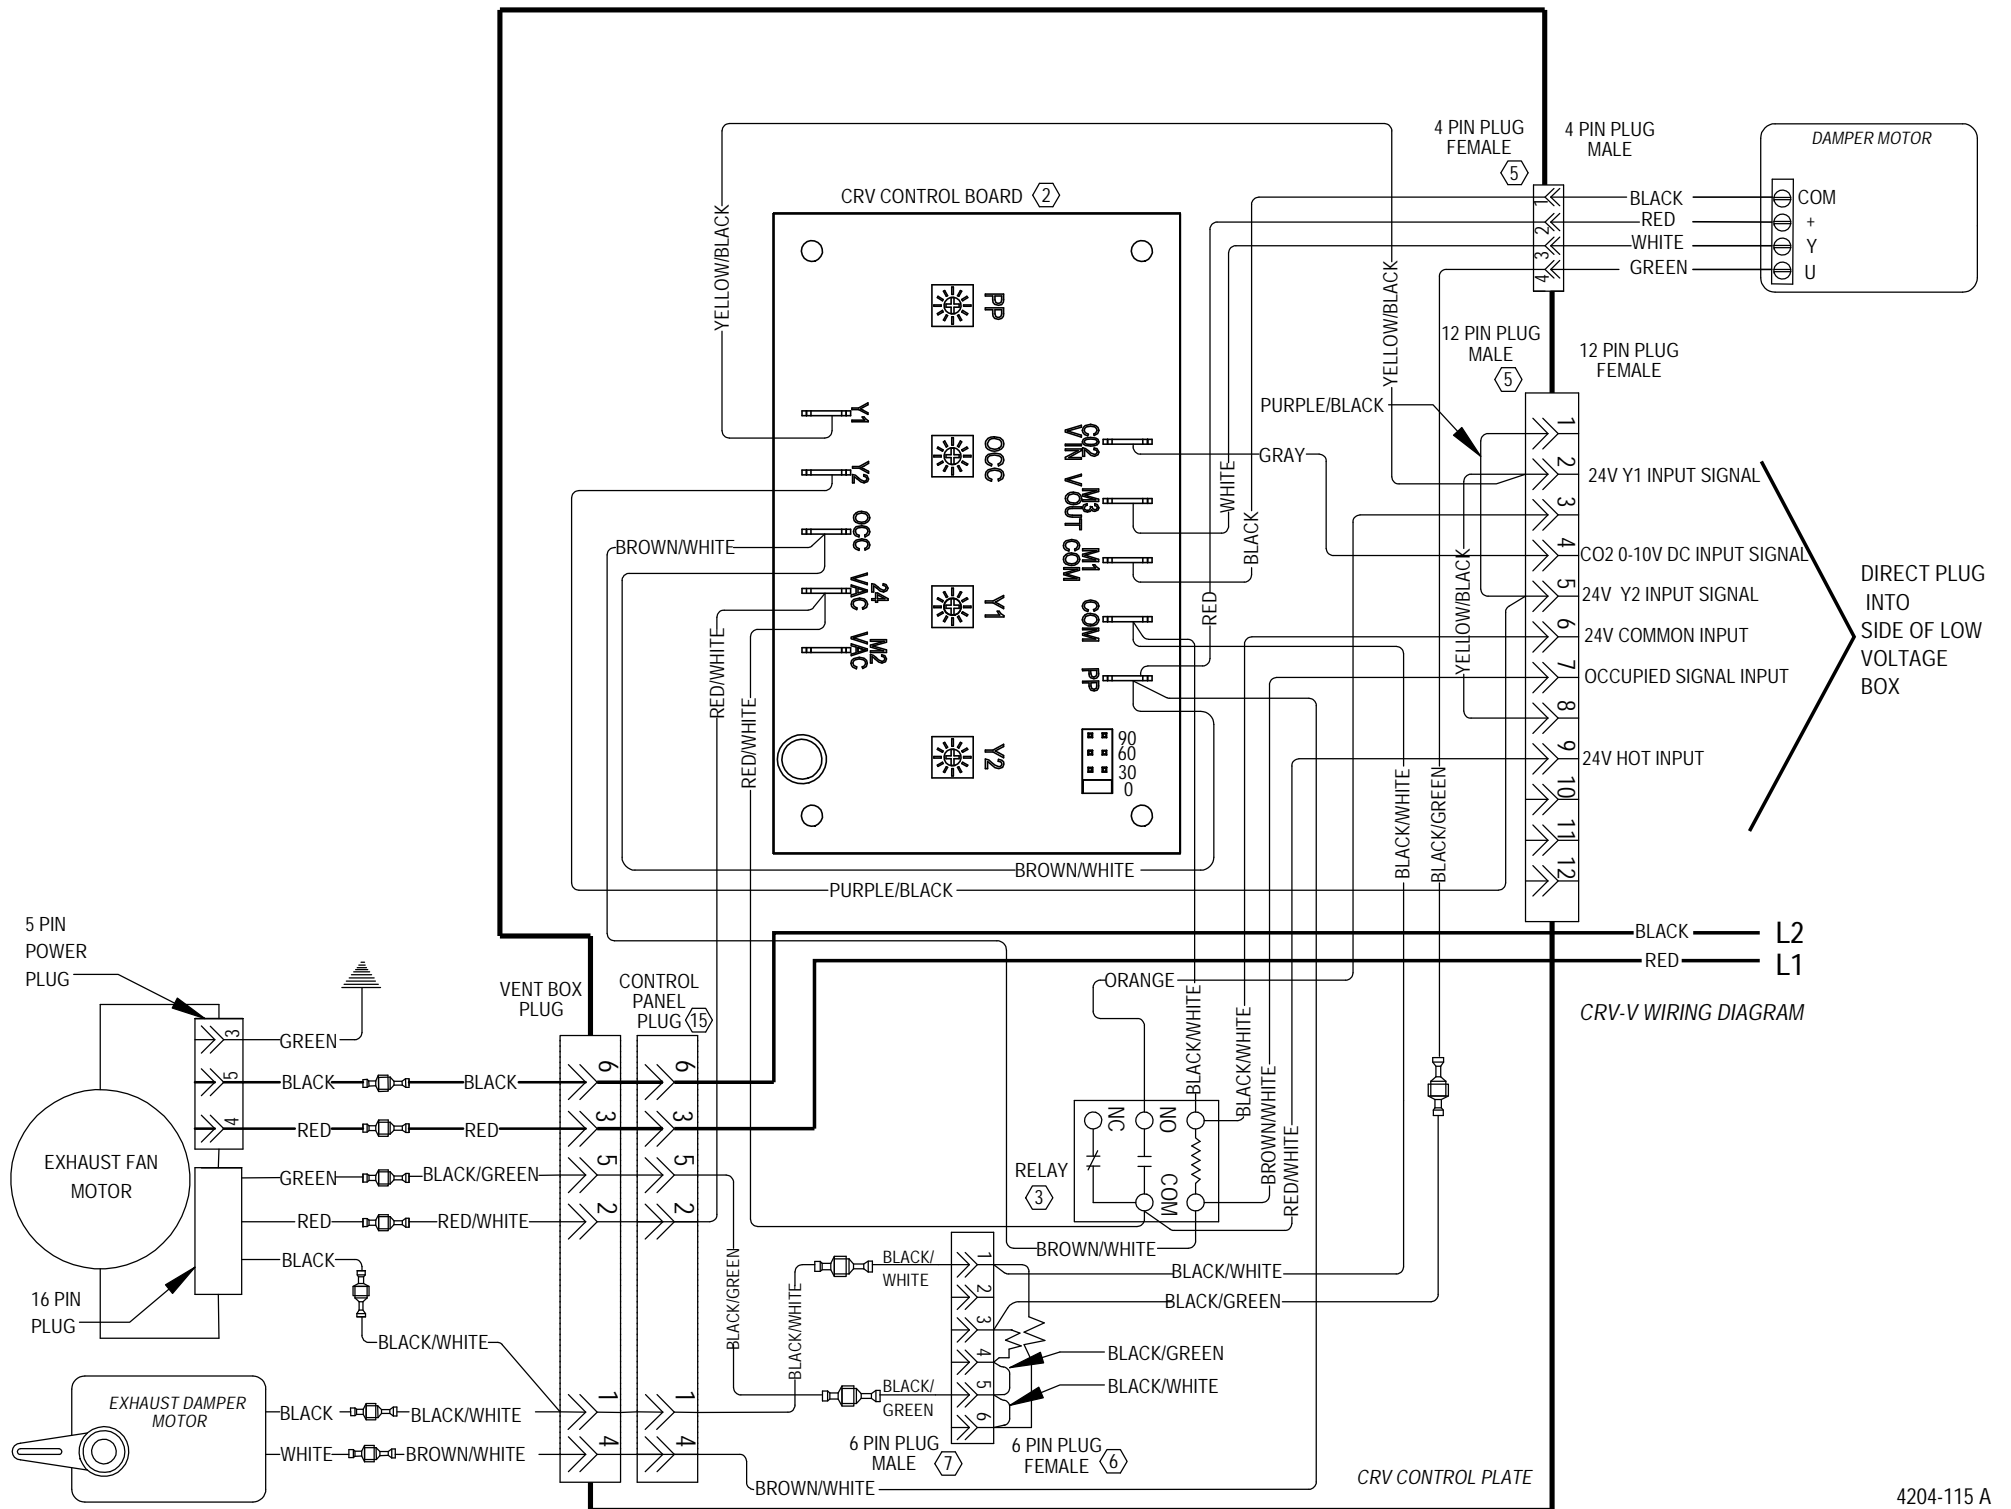 4 PIN PLUG
FEMALE
5
4 PIN PLUG
MALE
DAMPER MOTOR
COM
+
Y
U
BLACK
RED
WHITE
GREEN
1
2
3
4
CRV CONTROL BOARD 2
YELLOW/BLACK
YELLOW/BLACK
PP
OCC
Y1
Y2
Y1
Y2
OCC
24
VAC
M2
VAC
CO2
V IN
M3
V OUT
M1
COM
COM
PP
90
60
30
0
BROWN/WHITE
RED/WHITE
RED/WHITE
GRAY
WHITE
BLACK
RED
BROWN/WHITE
PURPLE/BLACK
12 PIN PLUG
MALE
5
12 PIN PLUG
FEMALE
PURPLE/BLACK
YELLOW/BLACK
1
2
3
4
5
6
7
8
9
10
11
12
24V Y1 INPUT SIGNAL
CO2 0-10V DC INPUT SIGNAL
24V Y2 INPUT SIGNAL
24V COMMON INPUT
OCCUPIED SIGNAL INPUT
24V HOT INPUT
DIRECT PLUG
INTO
SIDE OF LOW
VOLTAGE
BOX
BLACK/WHITE
BLACK/GREEN
BLACK L2
RED L1
CRV-V WIRING DIAGRAM
5 PIN
POWER
PLUG
3
5
4
GREEN
BLACK
BLACK
RED
RED
GREEN
BLACK/GREEN
RED
RED/WHITE
BLACK
BLACK/WHITE
EXHAUST FAN
MOTOR
16 PIN
PLUG
VENT BOX
PLUG
CONTROL
PANEL
PLUG 15
6
3
5
2
1
4
6
3
5
2
1
4
EXHAUST DAMPER
MOTOR
BLACK
BLACK/WHITE
WHITE
BROWN/WHITE
BLACK/GREEN
BLACK/WHITE
BROWN/WHITE
ORANGE
BLACK/WHITE
BLACK/WHITE
BROWN/WHITE
RED/WHITE
RELAY
3
NC
NO
COM
BROWN/WHITE
BLACK/
WHITE
BLACK/
GREEN
1
2
3
4
5
6
BLACK/WHITE
BLACK/GREEN
BLACK/GREEN
BLACK/WHITE
6 PIN PLUG
MALE 7
6 PIN PLUG
FEMALE 6
CRV CONTROL PLATE
4204-115 A